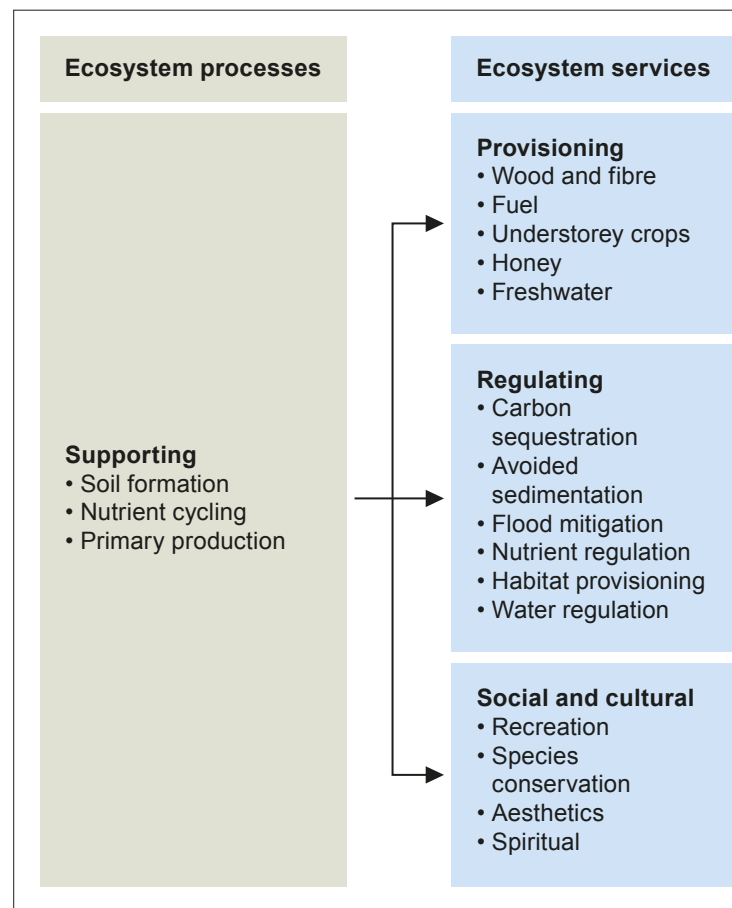 Ecosystem processes
Ecosystem services
Supporting
• Soil formation
• Nutrient cycling
• Primary production
Provisioning
• Wood and fibre
• Fuel
• Understorey crops
• Honey
• Freshwater
Regulating
• Carbon
sequestration
• Avoided
sedimentation
• Flood mitigation
• Nutrient regulation
• Habitat provisioning
• Water regulation
Social and cultural
• Recreation
• Species
conservation
• Aesthetics
• Spiritual